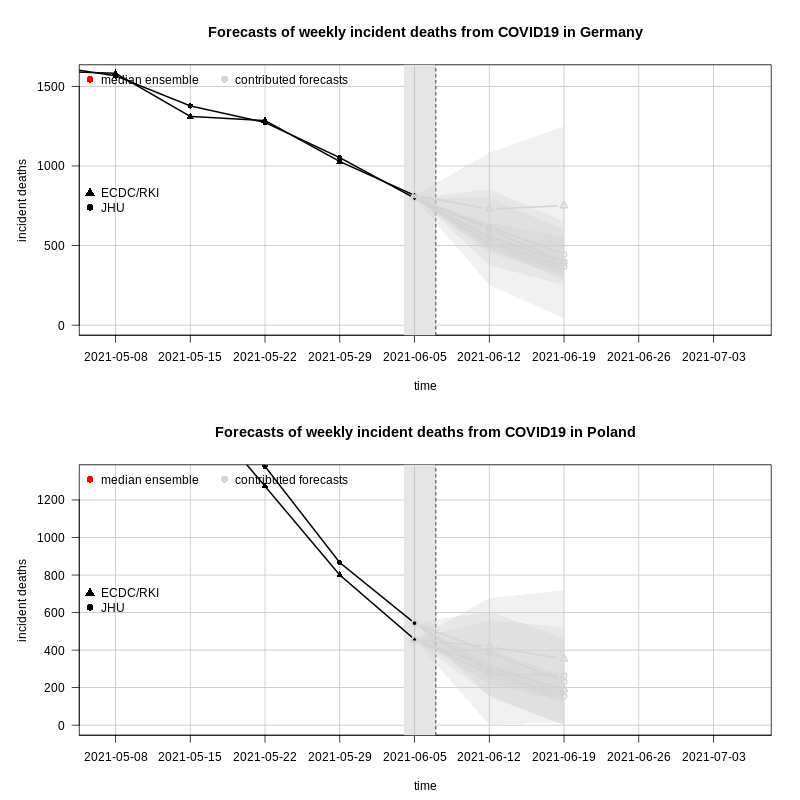 Forecasts of weekly incident deaths from COVID19 in Germany
median ensemble contributed forecasts
ECDC/RKI
JHU
incident deaths
1500
1000
500
0
2021-05-08 2021-05-15 2021-05-22 2021-05-29 2021-06-05 2021-06-12 2021-06-19 2021-06-26 2021-07-03
time
Forecasts of weekly incident deaths from COVID19 in Poland
median ensemble contributed forecasts
ECDC/RKI
JHU
incident deaths
1200
1000
800
600
400
200
0
2021-05-08 2021-05-15 2021-05-22 2021-05-29 2021-06-05 2021-06-12 2021-06-19 2021-06-26 2021-07-03
time